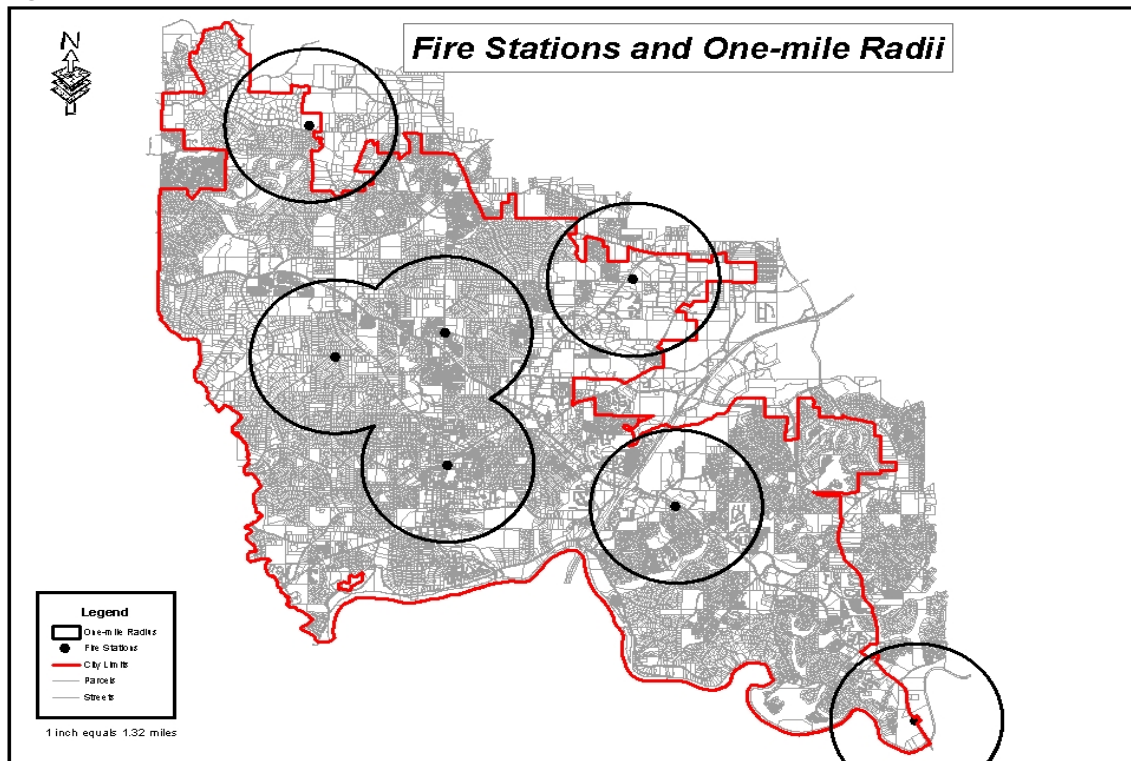 Fire Stations and One-mile Radii
N
Legend
One-mile Radius
Fire Stations
City Limits
Parcels
Streets
1 inch equals 1.32 miles